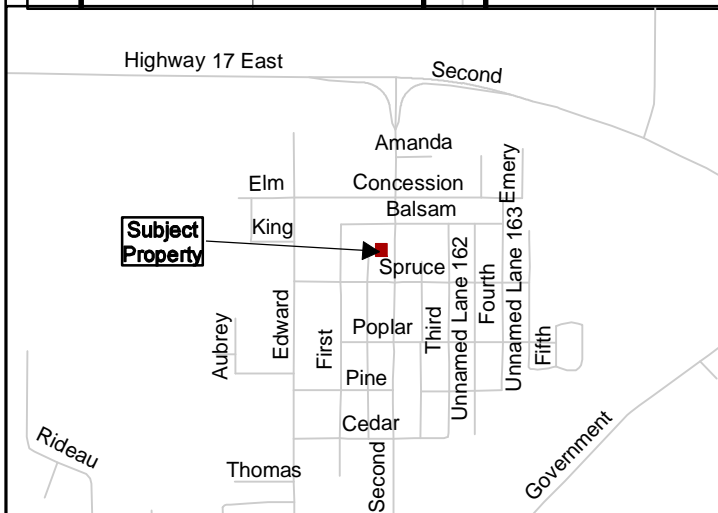 Highway 17 East
Second
Amanda
Elm
Concession
Emery
Balsam
King
Subject
Property
Spruce
Unnamed Lane 162
Unnamed Lane 163
Fourth
Edward
Aubrey
First
Poplar
Third
Fifth
Pine
Cedar
Rideau
Government
Thomas
Second